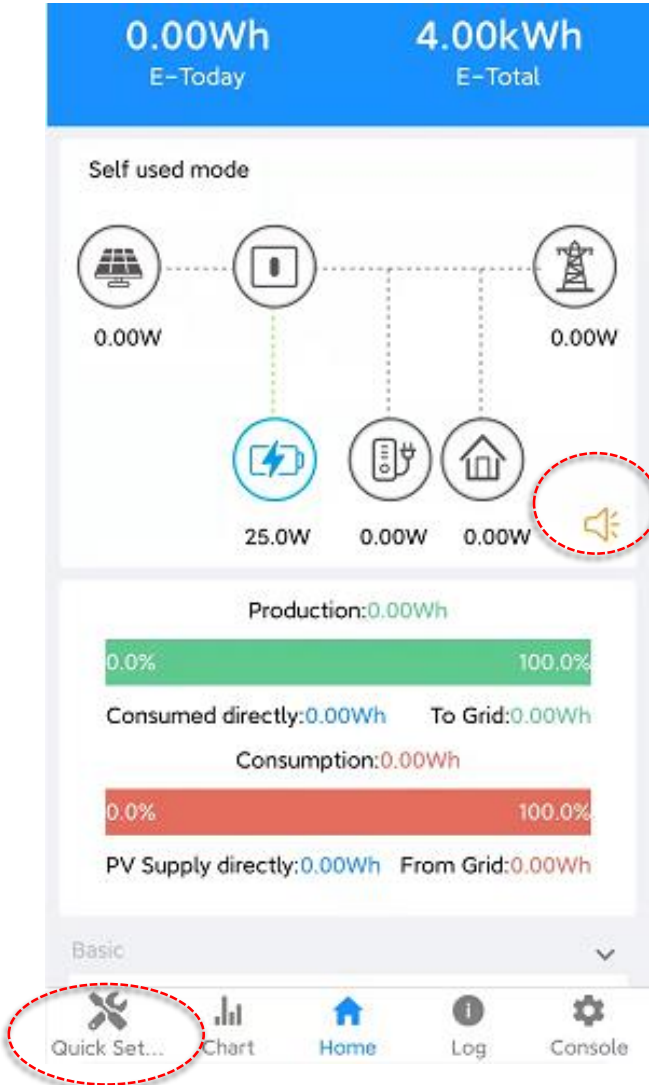 0.00Wh 4.00kWh
E-Today E-Total
Self used mode
0.00W 0.00W
25.0W 0.00W 0.00W
Production:0.00Wh
0.0% 100.0%
Consumed directly:0.00Wh To Grid:0.00Wh
Consumption:0.00Wh
0.0% 100.0%
PV Supply directly:0.00Wh From Grid:0.00Wh
Basic
Quick Set... Chart Home Log Console